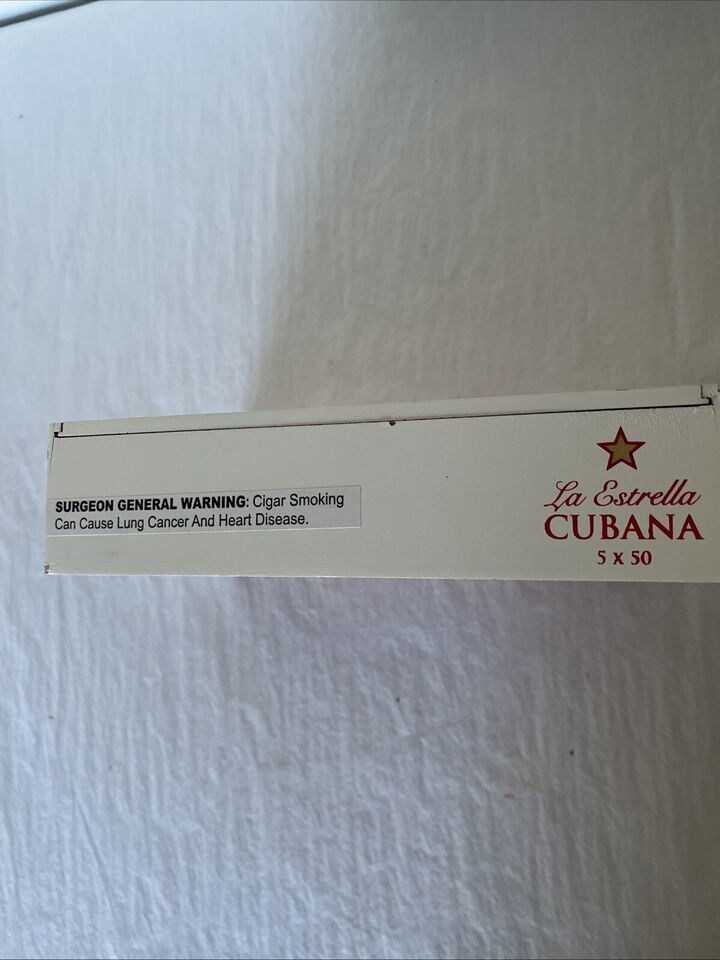 SURGEON GENERAL WARNING: Cigar Smoking
Can Cause Lung Cancer And Heart Disease.
La Estrella
CUBANA
5 x 50